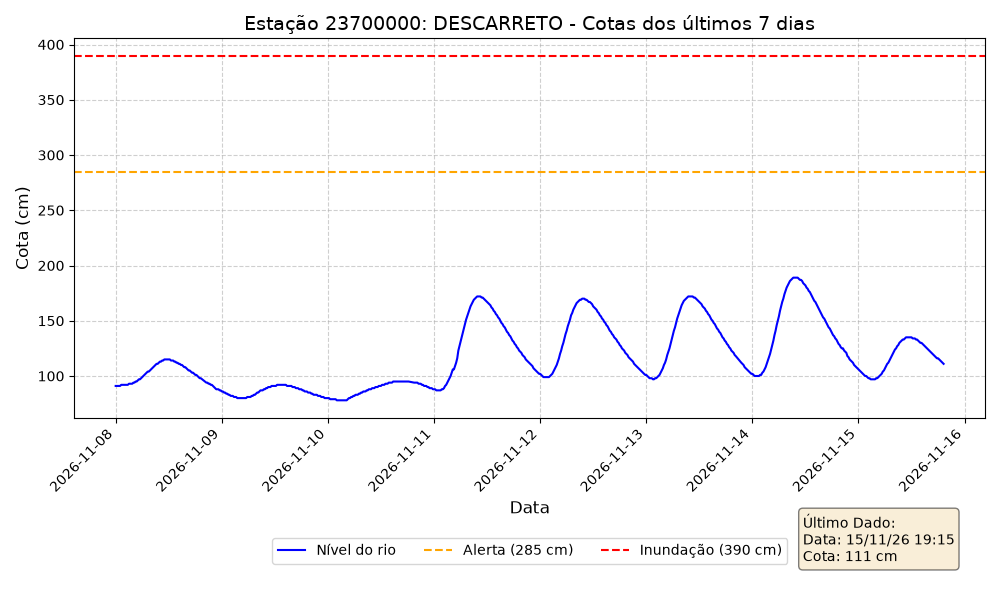 Estação 23700000: DESCARRETO - Cotas dos últimos 7 dias
Cota (cm)
400
350
300
250
200
150
100
2026-11-08
2026-11-09
2026-11-10
2026-11-11
2026-11-12
2026-11-13
2026-11-14
2026-11-15
2026-11-16
Data
Nível do rio
Alerta (285 cm)
Inundação (390 cm)
Último Dado:
Data: 15/11/26 19:15
Cota: 111 cm